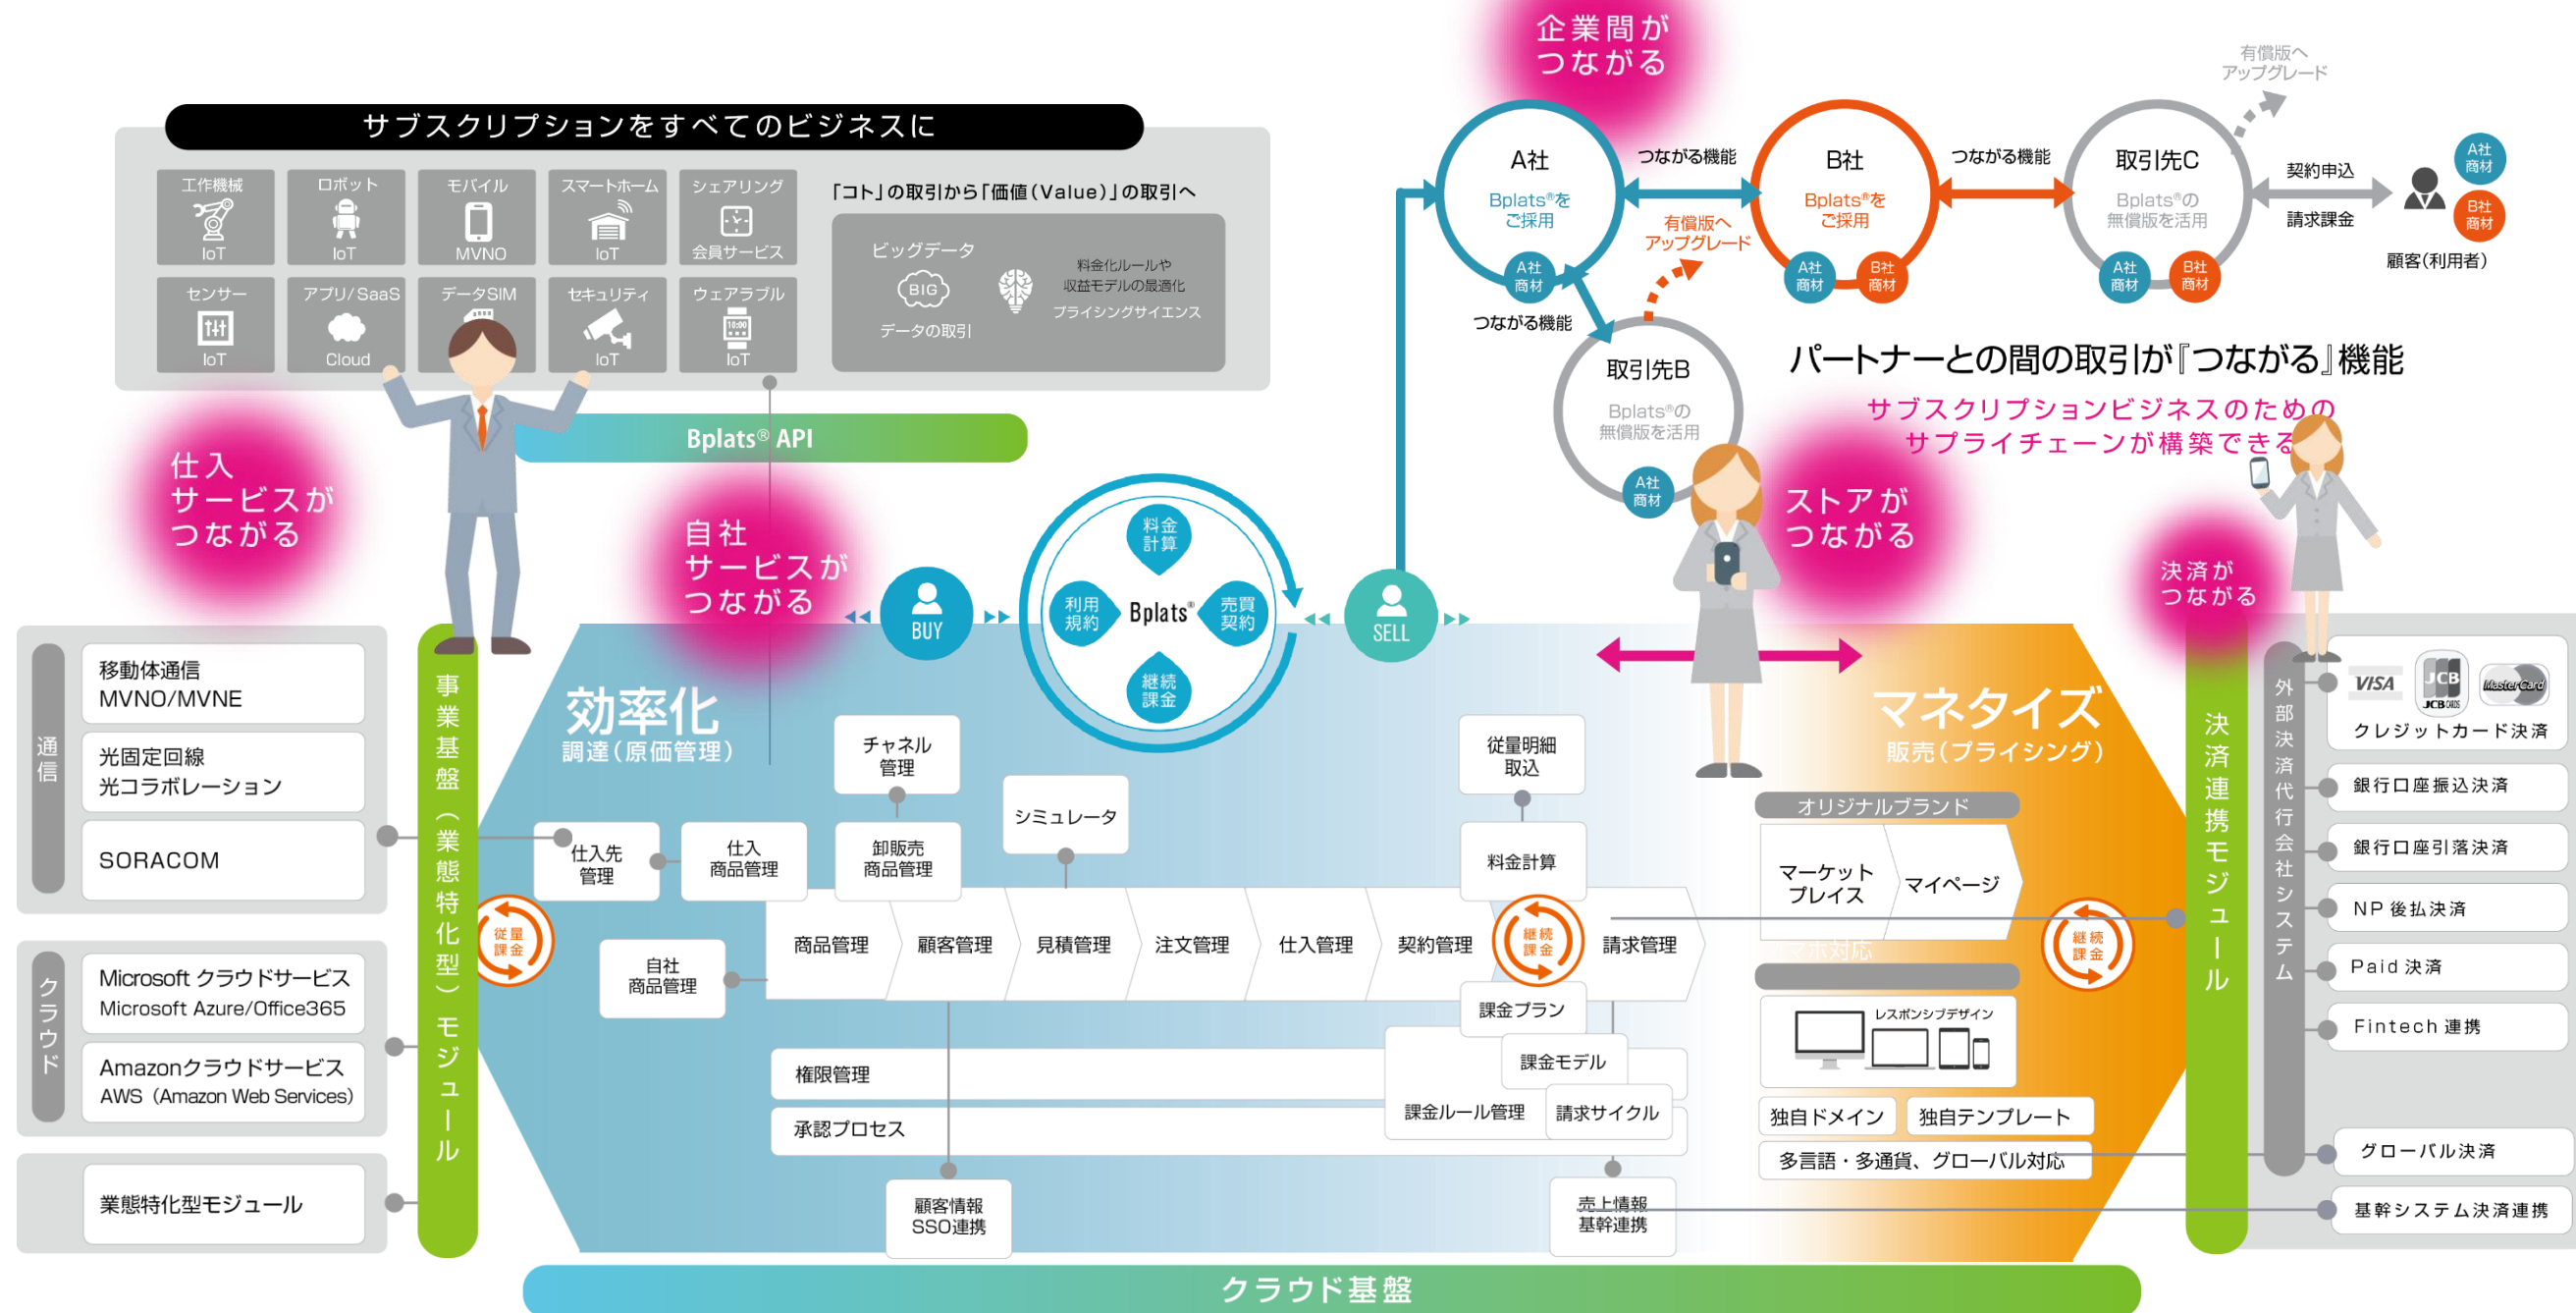 企業間が
つながる
有償版へ
アップグレード
サブスクリプションをすべてのビジネスに
工作機械
IoT
ロボット
IoT
モバイル
MVNO
スマートホーム
IoT
シェアリング
会員サービス
センサー
IoT
アプリ/SaaS
Cloud
データSIM
セキュリティ
IoT
ウェアラブル
10:00
IoT
「コト」の取引から「価値(Value)」の取引へ
ビッグデータ
BIG
データの取引
料金化ルールや
収益モデルの最適化
プライシングサイエンス
A社
Bplats®を
ご採用
A社
商材
つながる機能
B社
Bplats®を
ご採用
A社
商材
B社
商材
つながる機能
取引先C
Bplats®の
無償版を活用
A社
商材
B社
商材
契約申込
請求課金
A社
商材
B社
商材
顧客(利用者)
有償版へ
アップグレード
つながる機能
取引先B
Bplats®の
無償版を活用
A社
商材
パートナーとの間の取引が『つながる』機能
サブスクリプションビジネスのための
サプライチェーンが構築できる
Bplats® API
仕入
サービスが
つながる
自社
サービスが
つながる
ストアが
つながる
決済が
つながる
BUY
料金
計算
利用
規約
Bplats®
売買
契約
継続
課金
SELL
通信
移動体通信
MVNO/MVNE
光固定回線
光コラボレーション
SORACOM
クラウド
Microsoft クラウドサービス
Microsoft Azure/Office365
Amazonクラウドサービス
AWS（Amazon Web Services）
業態特化型モジュール
事業基盤（業態特化型）モジュール
従量
課金
効率化
調達(原価管理)
チャネル
管理
シミュレータ
従量明細
取込
仕入先
管理
仕入
商品管理
卸販売
商品管理
料金計算
自社
商品管理
商品管理
顧客管理
見積管理
注文管理
仕入管理
契約管理
継続
課金
請求管理
課金プラン
課金モデル
課金ルール管理
請求サイクル
権限管理
承認プロセス
顧客情報
SSO連携
売上情報
基幹連携
マネタイズ
販売(プライシング)
オリジナルブランド
マーケット
プレイス
マイページ
マホ対応
レスポンシブデザイン
独自ドメイン
独自テンプレート
多言語・多通貨、グローバル対応
継続
課金
決済連携モジュール
外部決済代行会社システム
VISA
JCB
JCB CARDS
MasterCard
クレジットカード決済
銀行口座振込決済
銀行口座引落決済
NP 後払決済
Paid 決済
Fintech 連携
グローバル決済
基幹システム決済連携
クラウド基盤